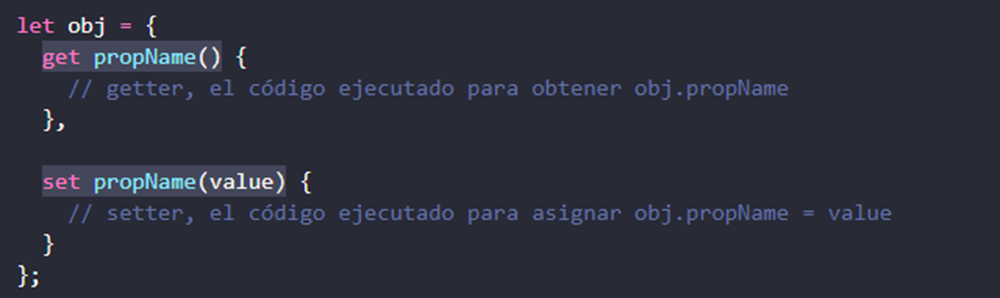 let obj = {
  get propName() {
    // getter, el código ejecutado para obtener obj.propName
  },

  set propName(value) {
    // setter, el código ejecutado para asignar obj.propName = value
  }
};